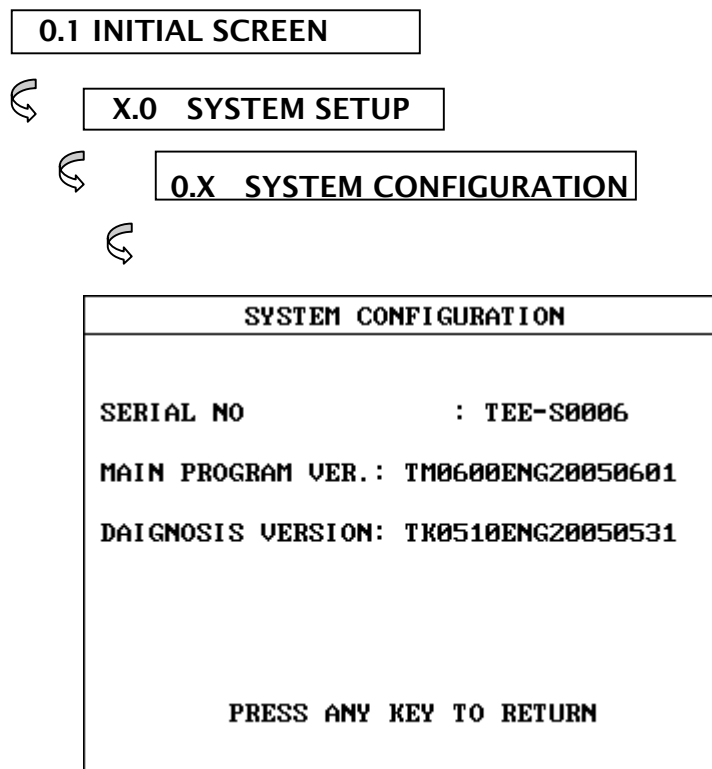 0.1 INITIAL SCREEN
X.0 SYSTEM SETUP
0.X SYSTEM CONFIGURATION
SYSTEM CONFIGURATION
SERIAL NO : TEE-S0006
MAIN PROGRAM VER.: TM0600ENG20050601
DAIGNOSIS VERSION: TK0510ENG20050531
PRESS ANY KEY TO RETURN